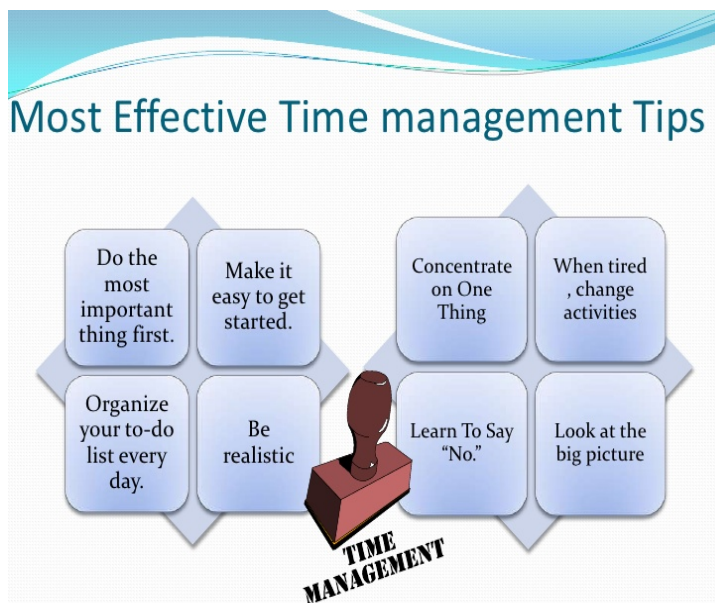 Most Effective Time management Tips
Do the
most
important
thing first.
Make it
easy to get
started.
Organize
your to-do
list every
day.
Be
realistic
Concentrate
on One
Thing
When tired
, change
activities
Learn To Say
“No.”
Look at the
big picture
TIME
MANAGEMENT